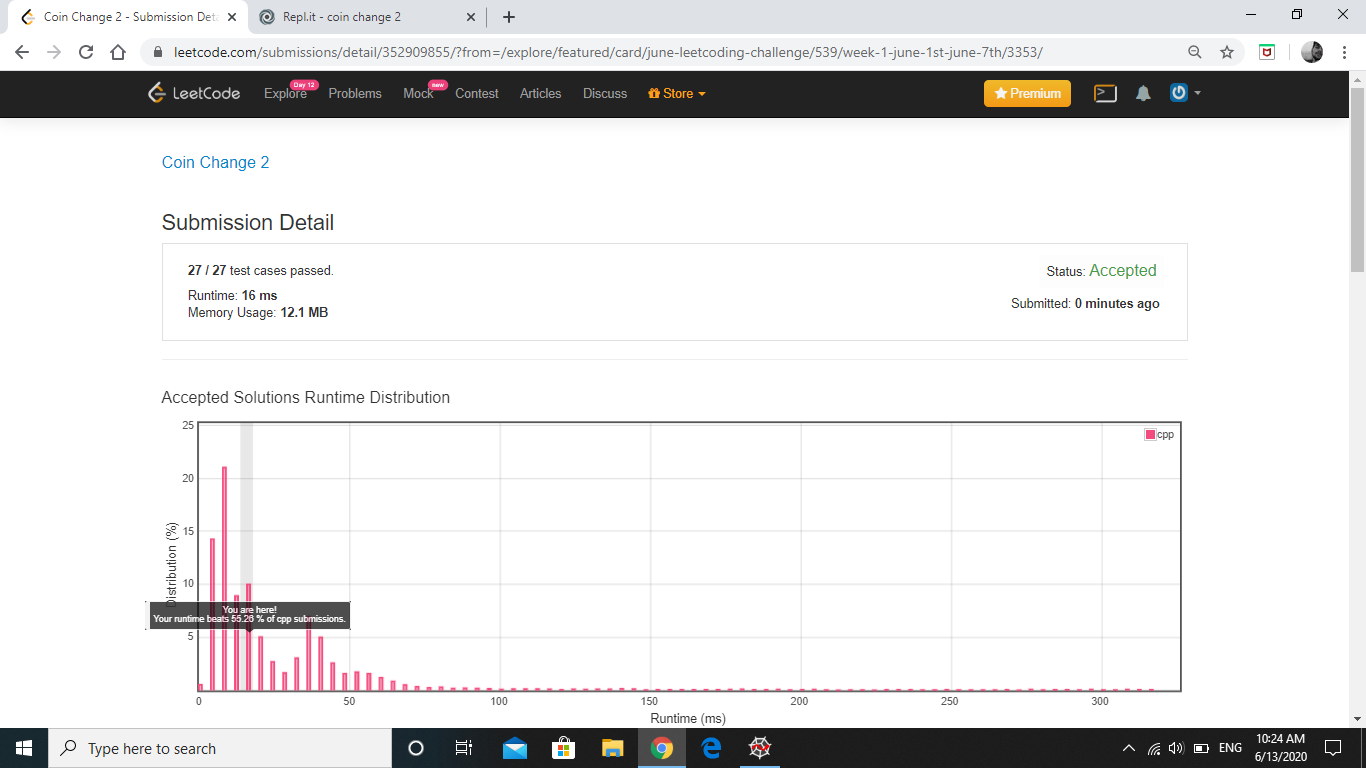 Coin Change 2 - Submission Deta
Repl.it - coin change 2
leetcode.com/submissions/detail/352909855/?from=/explore/featured/card/june-leetcoding-challenge/539/week-1-june-1st-june-7th/3353/
LeetCode
Explore
Day 12
Problems
Mock
new
Contest
Articles
Discuss
Store
Premium
Coin Change 2
Submission Detail
27 / 27 test cases passed.
Status: Accepted
Runtime: 16 ms
Submitted: 0 minutes ago
Memory Usage: 12.1 MB
Accepted Solutions Runtime Distribution
25
cpp
20
15
Distribution (%)
10
You are here!
Your runtime beats 55.26 % of cpp submissions.
5
0
50
100
150
200
250
300
Runtime (ms)
Type here to search
ENG
10:24 AM
6/13/2020